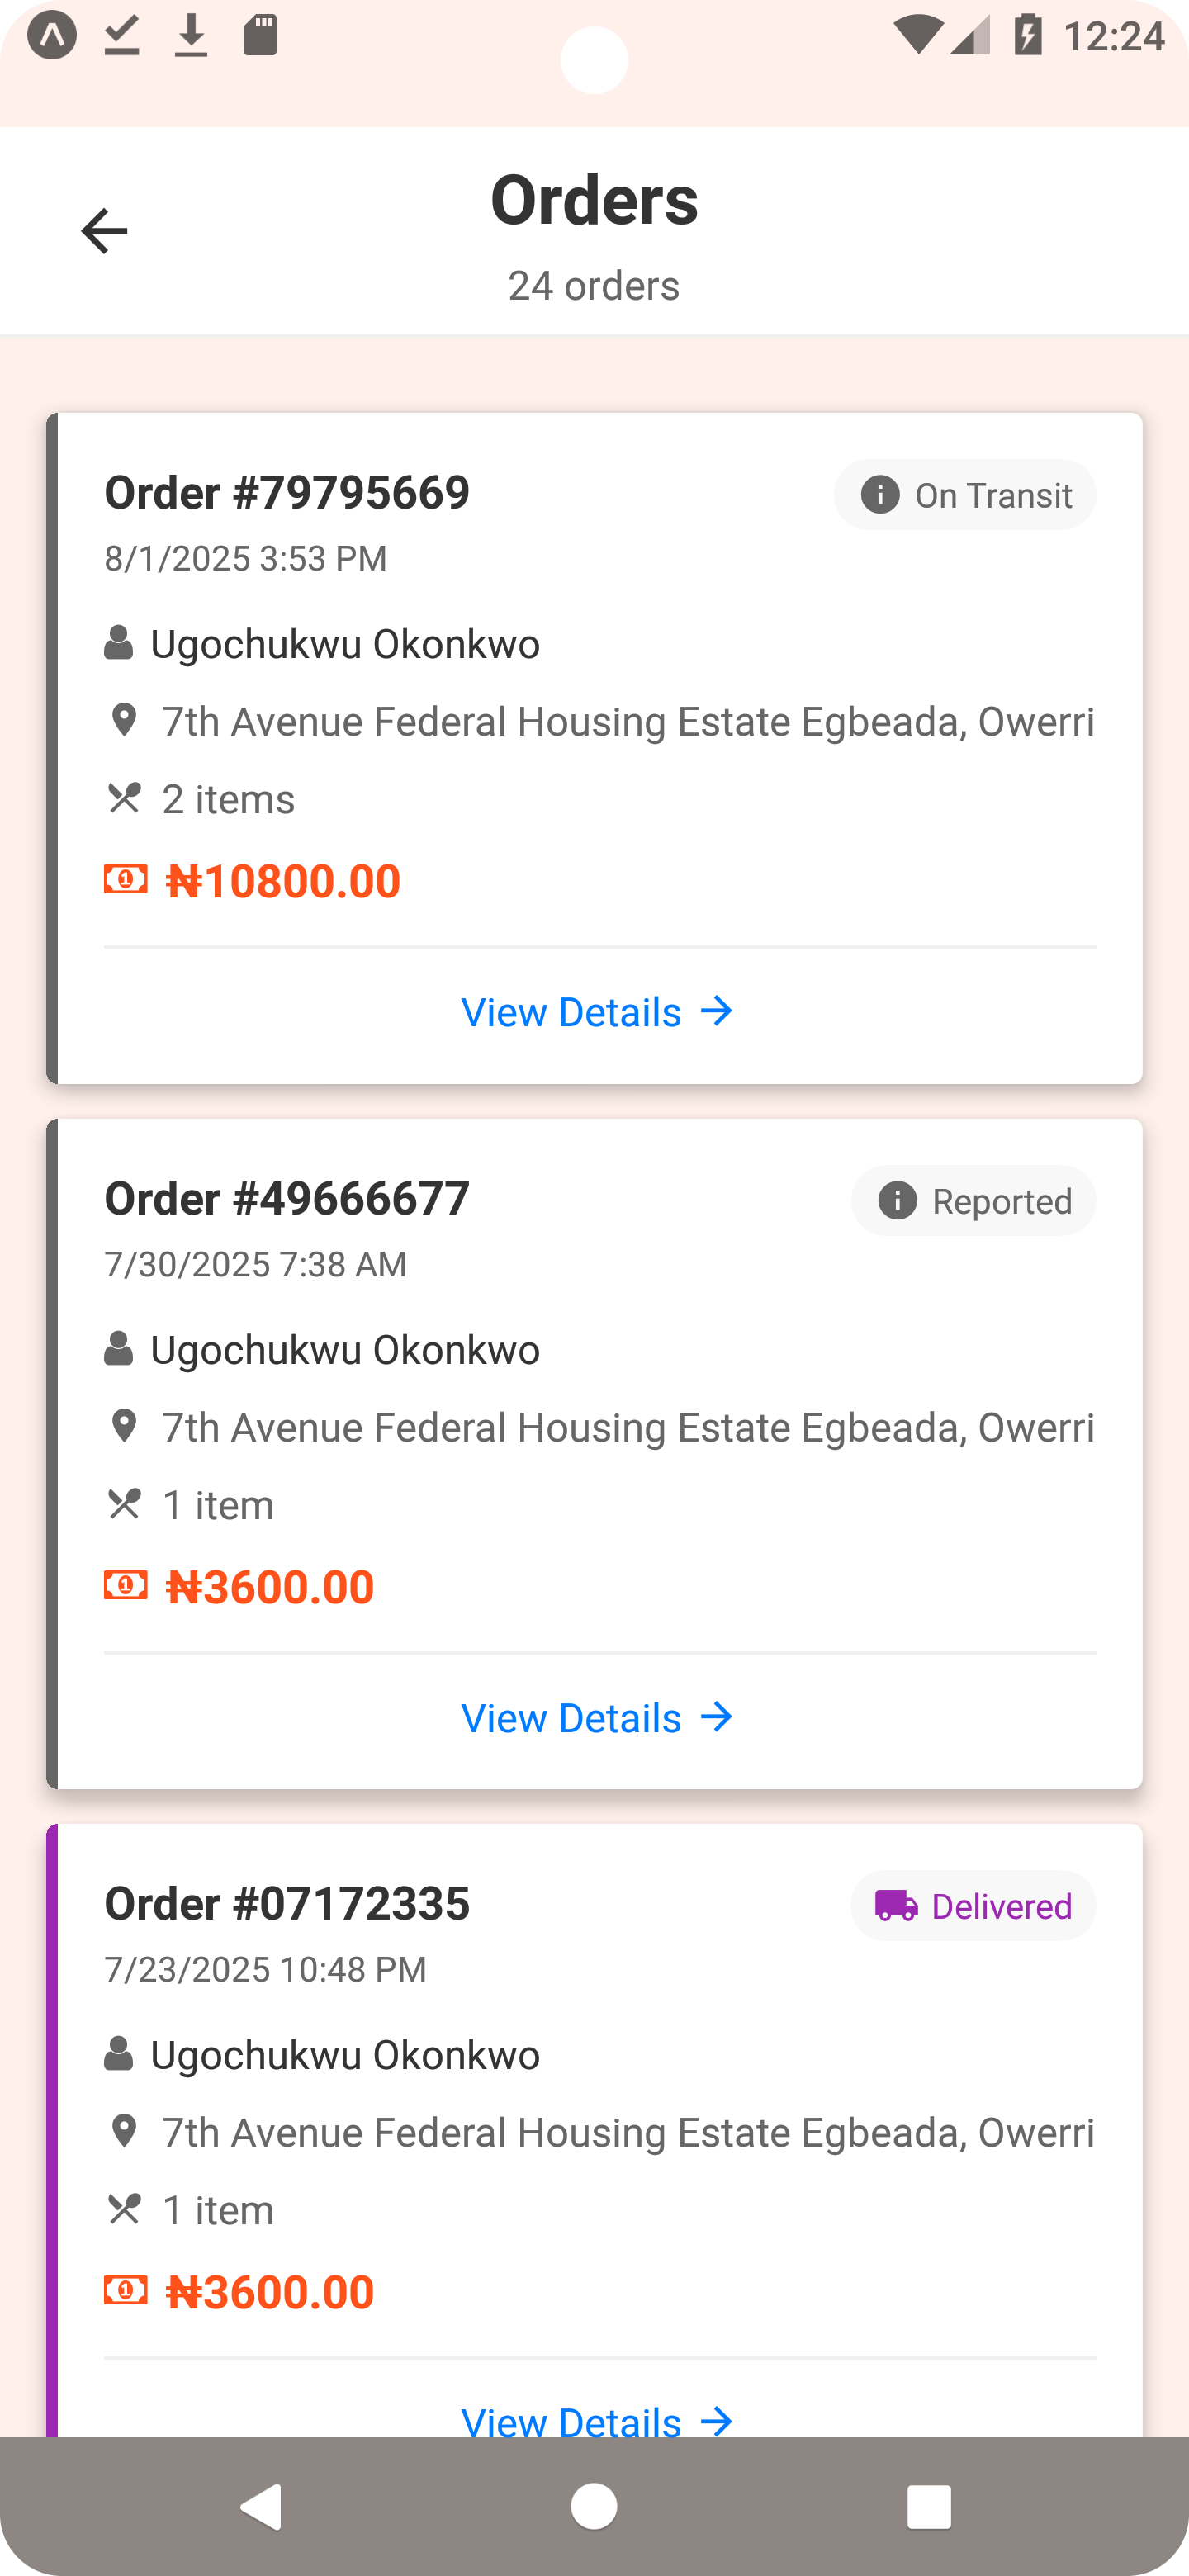 12:24
Orders
24 orders
Order #79795669
On Transit
8/1/2025 3:53 PM
Ugochukwu Okonkwo
7th Avenue Federal Housing Estate Egbeada, Owerri
2 items
₦10800.00
View Details
Order #49666677
Reported
7/30/2025 7:38 AM
Ugochukwu Okonkwo
7th Avenue Federal Housing Estate Egbeada, Owerri
1 item
₦3600.00
View Details
Order #07172335
Delivered
7/23/2025 10:48 PM
Ugochukwu Okonkwo
7th Avenue Federal Housing Estate Egbeada, Owerri
1 item
₦3600.00
View Details